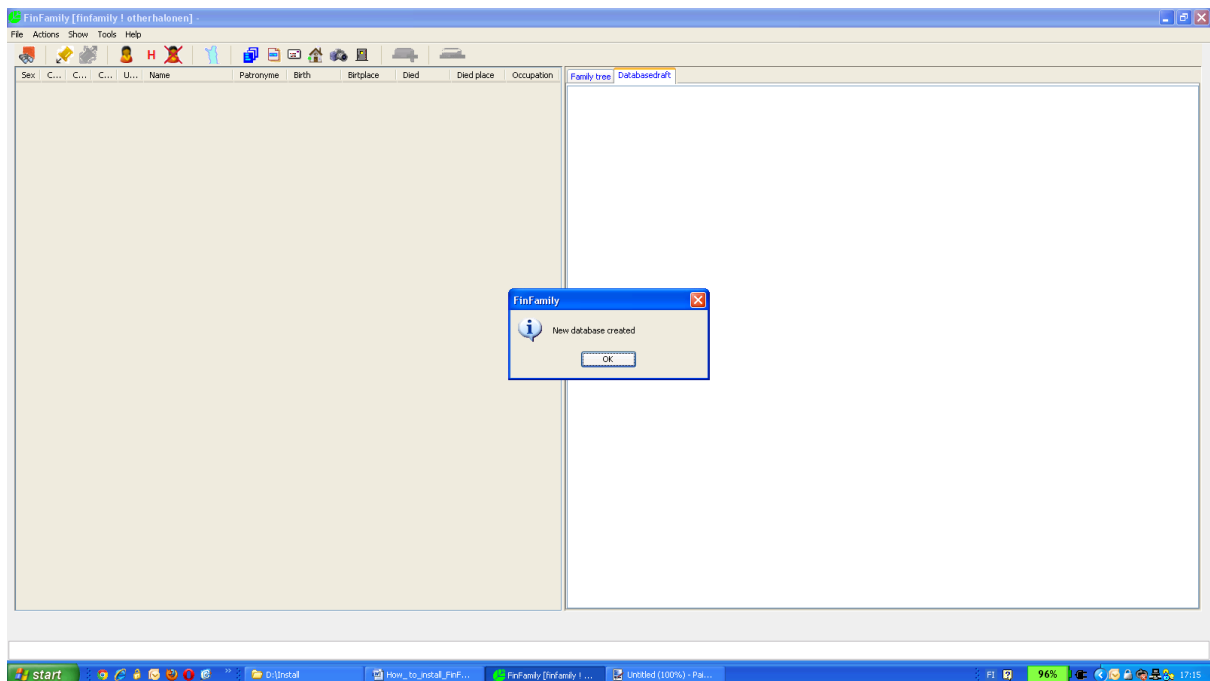 FinFamily [finfamily ! otherhalonen] -
File Actions Show Tools Help
H
Sex C... C... C... U... Name Patronyme Birth Birtplace Died Died place Occupation
Family tree Databasedraft
FinFamily
New database created
OK
start D:\Install How_to_install_FinF... FinFamily [finfamily ! ... Untitled (100%) - Pai... FI 96% 17:15